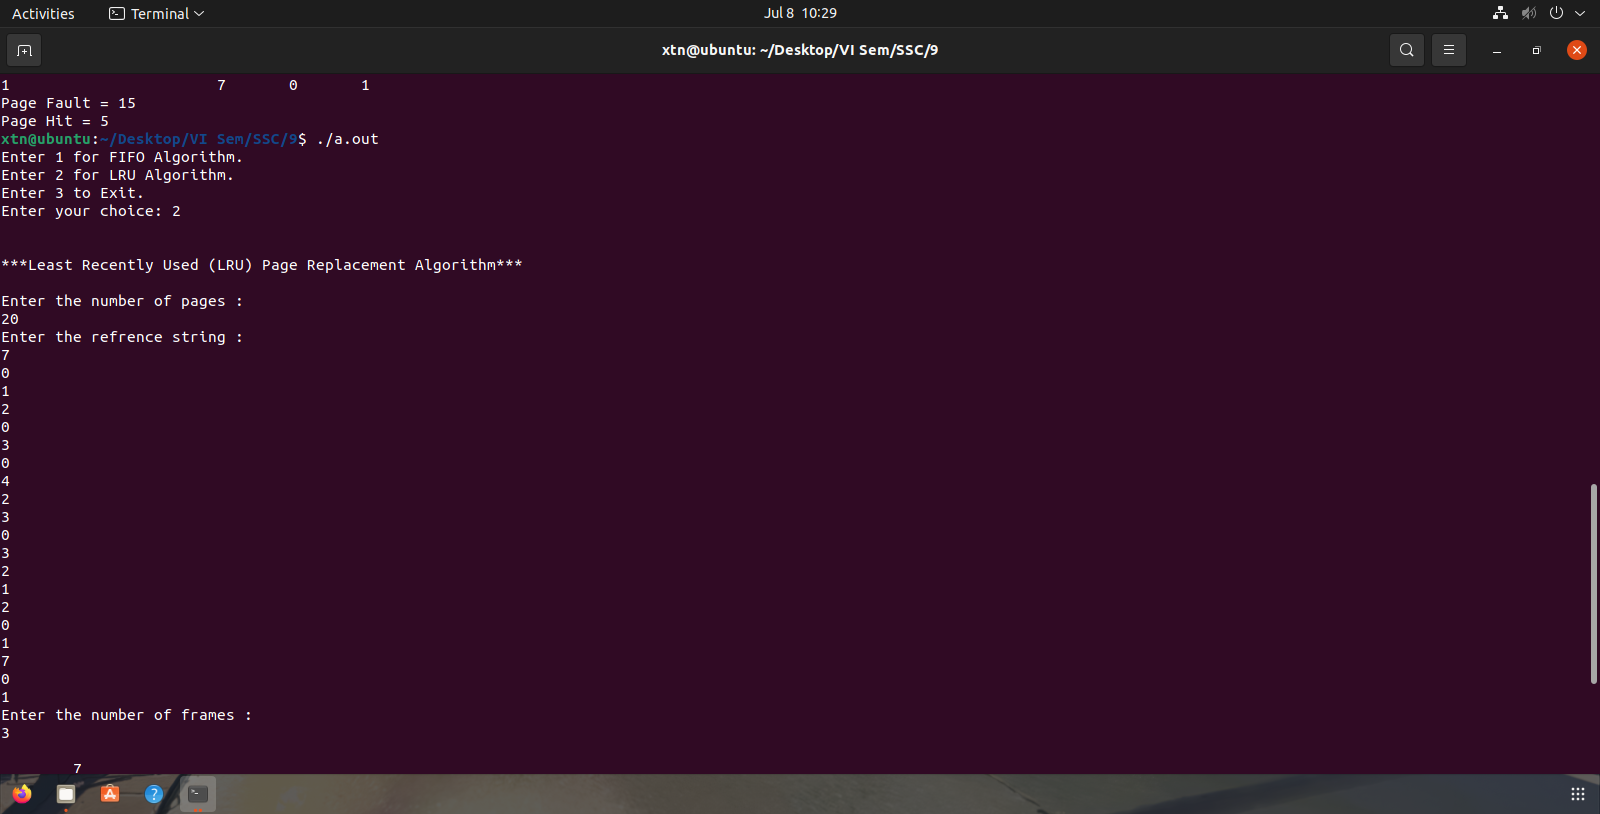 Activities Terminal Jul 8 10:29
xtn@ubuntu: ~/Desktop/VI Sem/SSC/9
1 7 0 1
Page Fault = 15
Page Hit = 5
xtn@ubuntu:~/Desktop/VI Sem/SSC/9$ ./a.out
Enter 1 for FIFO Algorithm.
Enter 2 for LRU Algorithm.
Enter 3 to Exit.
Enter your choice: 2
***Least Recently Used (LRU) Page Replacement Algorithm***
Enter the number of pages :
20
Enter the refrence string :
7
0
1
2
0
3
0
4
2
3
0
3
2
1
2
0
1
7
0
1
Enter the number of frames :
3
7